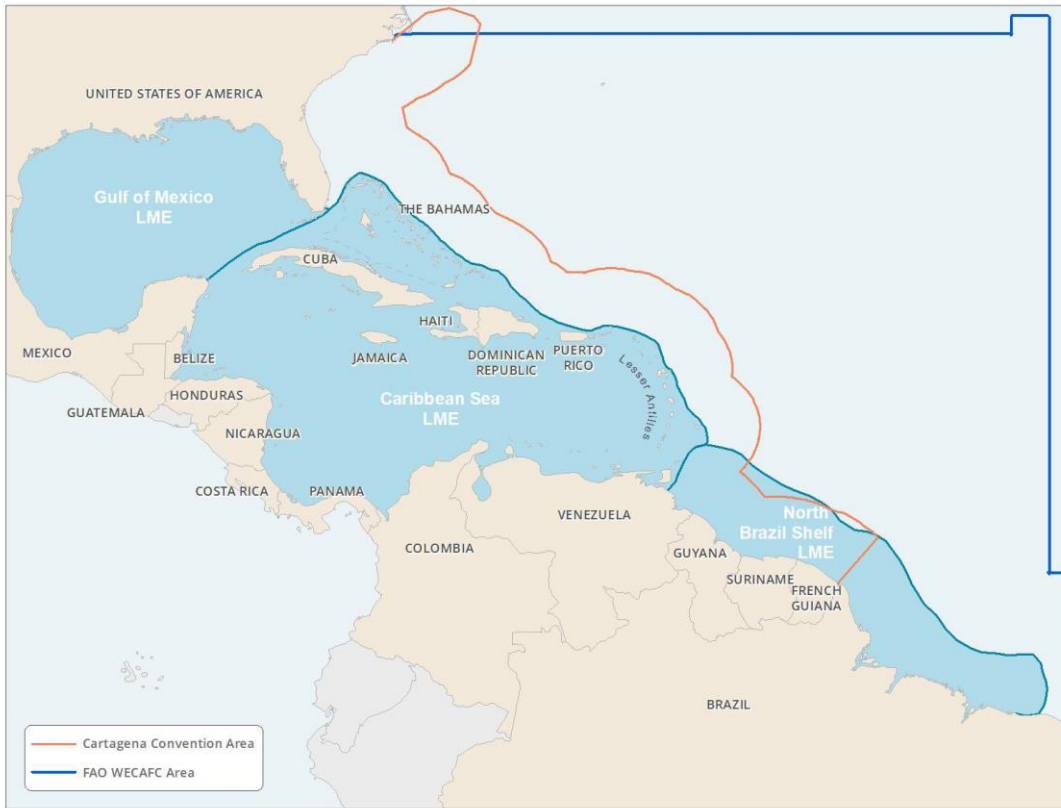 UNITED STATES OF AMERICA
Gulf of Mexico
LME
THE BAHAMAS
CUBA
HAITI
MEXICO
BELIZE
JAMAICA
DOMINICAN
REPUBLIC
PUERTO
RICO
Lesser Antilles
GUATEMALA
HONDURAS
Caribbean Sea
LME
NICARAGUA
COSTA RICA
PANAMA
VENEZUELA
North
Brazil Shelf
LME
COLOMBIA
GUYANA
SURINAME
FRENCH
GUIANA
BRAZIL
Cartagena Convention Area
FAO WECAFC Area